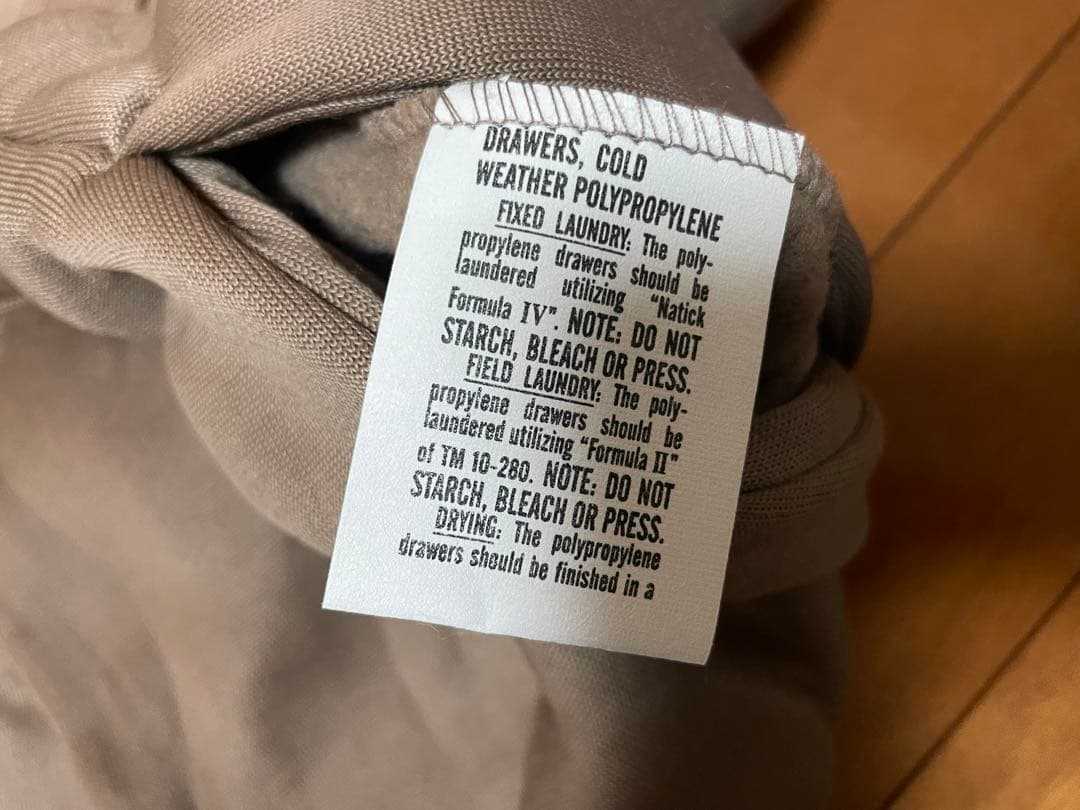 DRAWERS, COLD
WEATHER POLYPROPYLENE
FIXED LAUNDRY: The poly-
propylene drawers should be
laundered utilizing "Natick
Formula IV". NOTE: DO NOT
STARCH, BLEACH OR PRESS.
FIELD LAUNDRY: The poly-
propylene drawers should be
laundered utilizing "Formula II"
of TM 10-280. NOTE: DO NOT
STARCH, BLEACH OR PRESS.
DRYING: The polypropylene
drawers should be finished in a